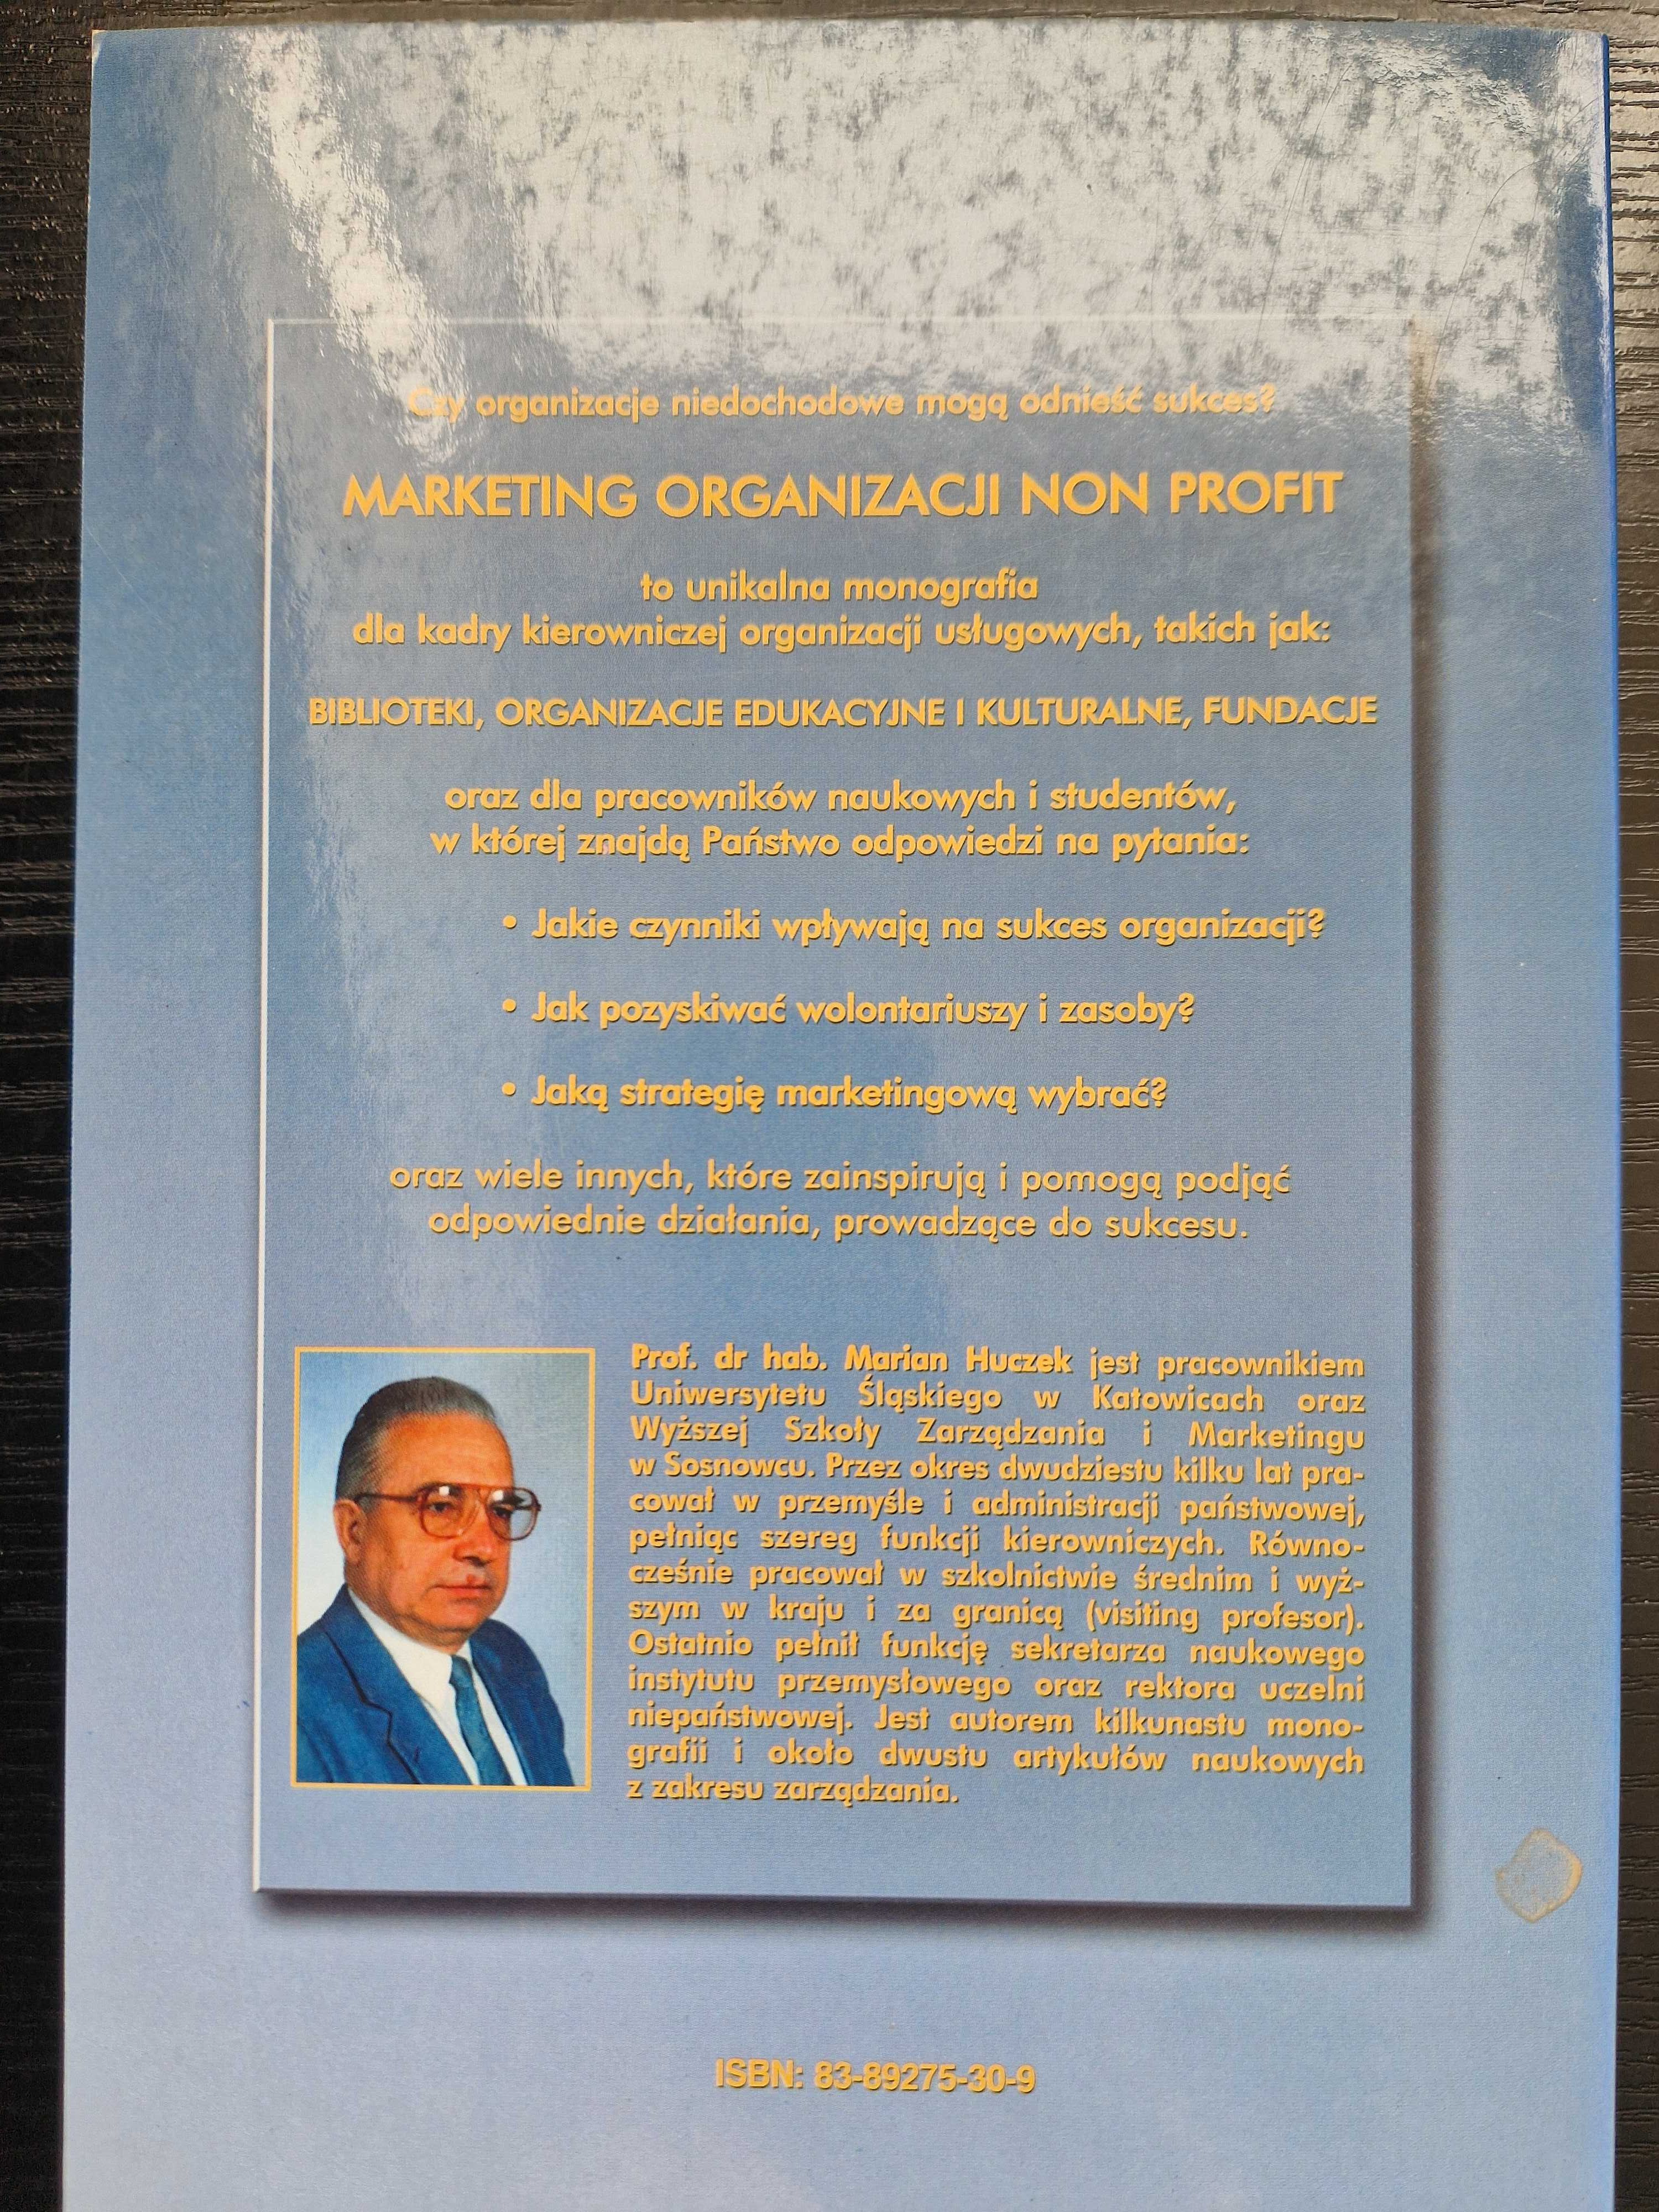 Czy organizacje niedochodowe mogą odnieść sukces?
MARKETING ORGANIZACJI NON PROFIT
to unikalna monografia
dla kadry kierowniczej organizacji usługowych, takich jak:
BIBLIOTEKI, ORGANIZACJE EDUKACYJNE I KULTURALNE, FUNDACJE
oraz dla pracowników naukowych i studentów,
w której znajdą Państwo odpowiedzi na pytania:
• Jakie czynniki wpływają na sukces organizacji?
• Jak pozyskiwać wolontariuszy i zasoby?
• Jaką strategię marketingową wybrać?
oraz wiele innych, które zainspirują i pomogą podjąć
odpowiednie działania, prowadzące do sukcesu.
Prof. dr hab. Marian Huczek jest pracownikiem
Uniwersytetu Śląskiego w Katowicach oraz
Wyższej Szkoły Zarządzania i Marketingu
w Sosnowcu. Przez okres dwudziestu kilku lat pra-
cował w przemyśle i administracji państwowej,
pełniąc szereg funkcji kierowniczych. Równo-
cześnie pracował w szkolnictwie średnim i wyż-
szym w kraju i za granicą (visiting profesor).
Ostatnio pełnił funkcję sekretarza naukowego
instytutu przemysłowego oraz rektora uczelni
niepaństwowej. Jest autorem kilkunastu mono-
grafii i około dwustu artykułów naukowych
z zakresu zarządzania.
ISBN: 83-89275-30-9